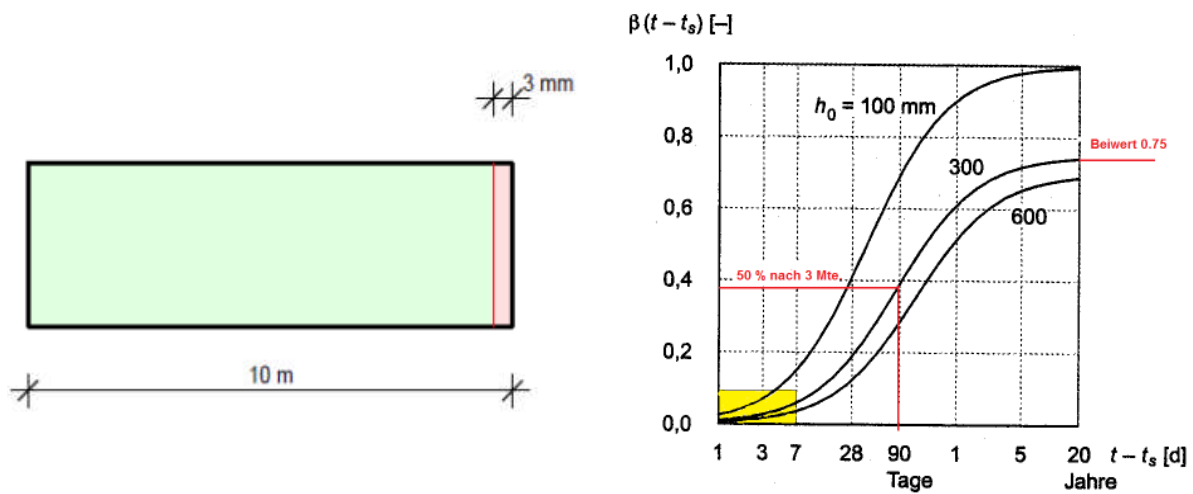 3 mm
10 m
β (t – tₛ) [–]
1,0
0,8
0,6
0,4
0,2
0,0
h₀ = 100 mm
300
600
Beiwert 0.75
50 % nach 3 Mte.
1 3 7 28 90 1 5 20 t – tₛ [d]
Tage Jahre